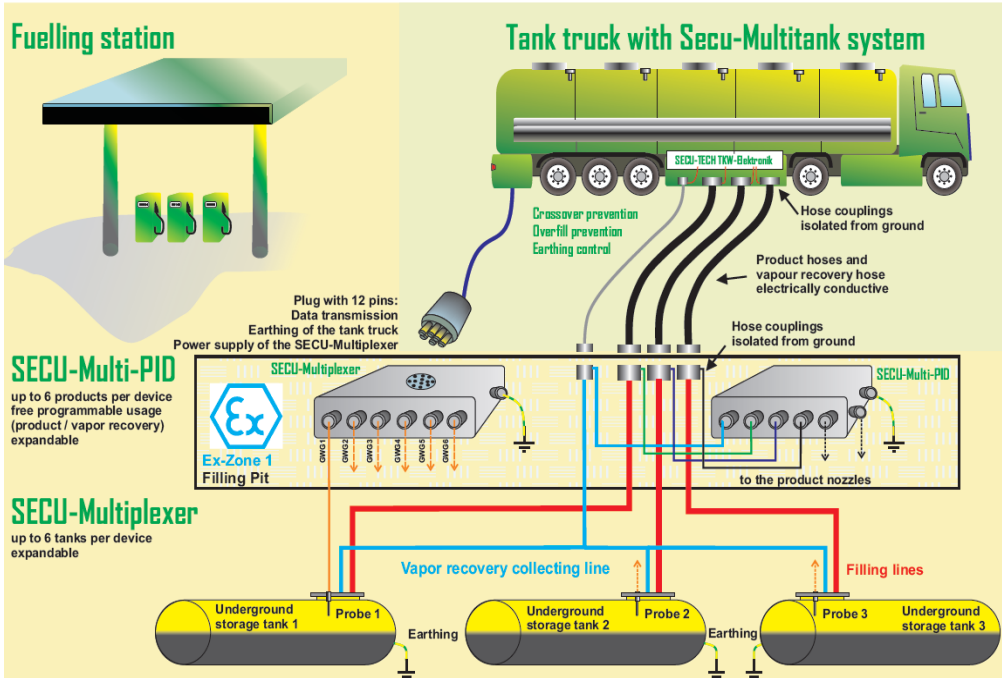 Fuelling station
Tank truck with Secu-Multitank system
SECU-TECH TKW-Elektronik
Crossover prevention
Overfill prevention
Earthing control
Hose couplings
isolated from ground
Product hoses and
vapour recovery hose
electrically conductive
Plug with 12 pins:
Data transmission
Earthing of the tank truck
Power supply of the SECU-Multiplexer
Hose couplings
isolated from ground
SECU-Multi-PID
up to 6 products per device
free programmable usage
(product / vapor recovery)
expandable
SECU-Multiplexer
SECU-Multi-PID
Ex
Ex-Zone 1
Filling Pit
GWG1
GWG2
GWG3
GWG4
GWG5
GWG6
to the product nozzles
SECU-Multiplexer
up to 6 tanks per device
expandable
Vapor recovery collecting line
Filling lines
Underground
storage tank 1
Probe 1
Earthing
Underground
storage tank 2
Probe 2
Earthing
Probe 3
Underground
storage tank 3